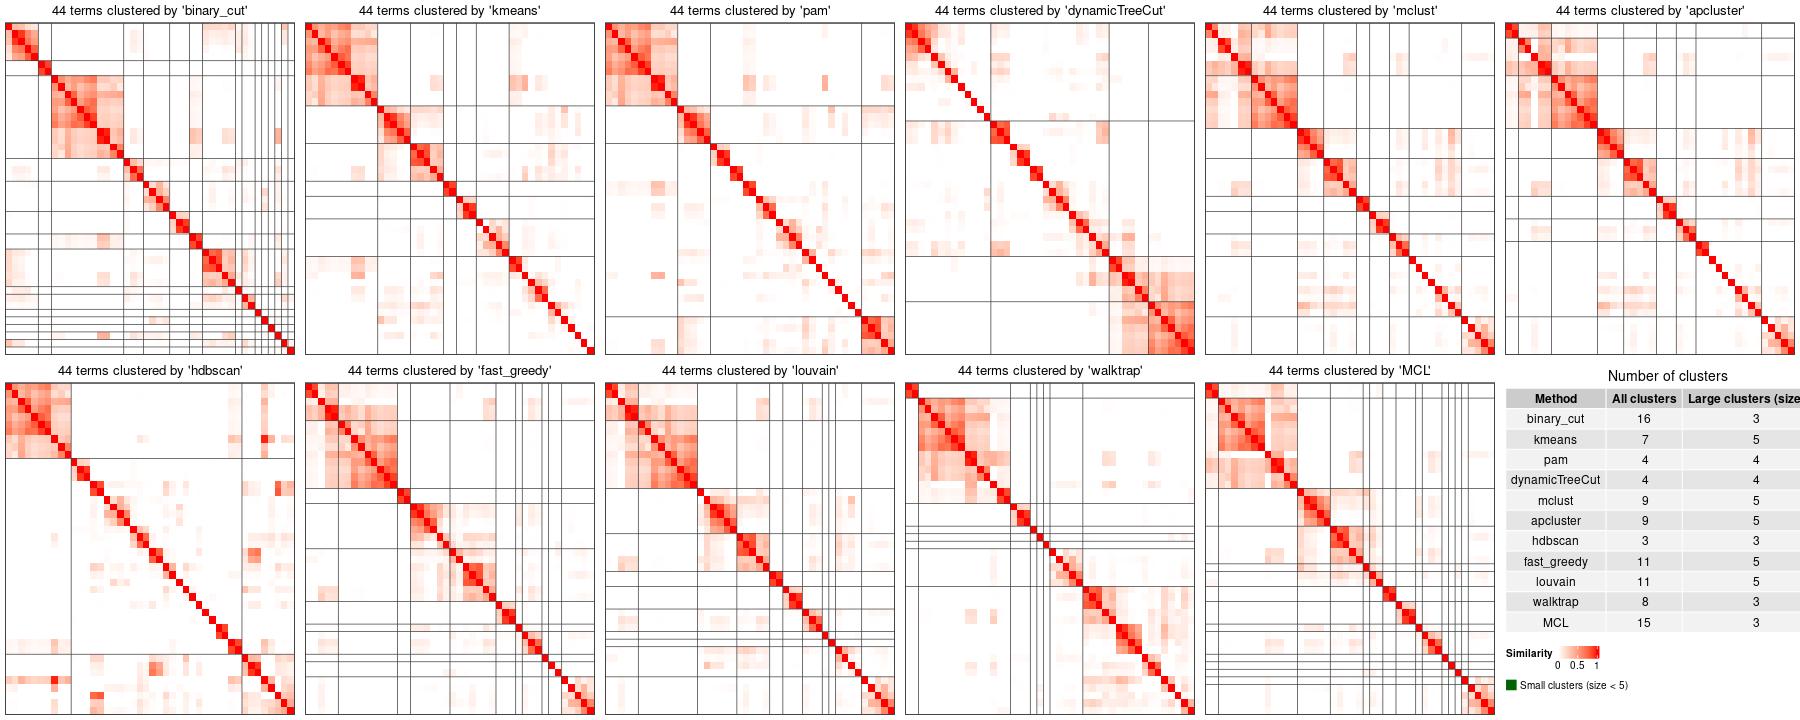 44 terms clustered by 'binary_cut'
44 terms clustered by 'kmeans'
44 terms clustered by 'pam'
44 terms clustered by 'dynamicTreeCut'
44 terms clustered by 'mclust'
44 terms clustered by 'apcluster'
44 terms clustered by 'hdbscan'
44 terms clustered by 'fast_greedy'
44 terms clustered by 'louvain'
44 terms clustered by 'walktrap'
44 terms clustered by 'MCL'
Number of clusters
Method All clusters Large clusters (size
binary_cut 16 3
kmeans 7 5
pam 4 4
dynamicTreeCut 4 4
mclust 9 5
apcluster 9 5
hdbscan 3 3
fast_greedy 11 5
louvain 11 5
walktrap 8 3
MCL 15 3
Similarity
0 0.5 1
Small clusters (size < 5)